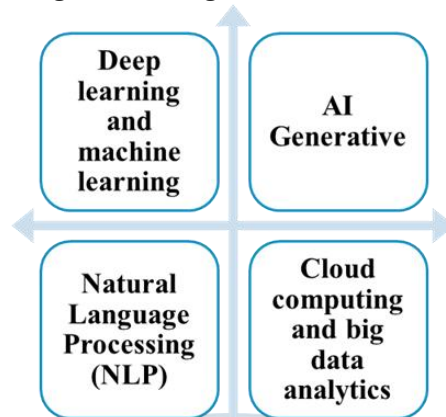 Deep
learning
and
machine
learning
AI
Generative
Natural
Language
Processing
(NLP)
Cloud
computing
and big
data
analytics